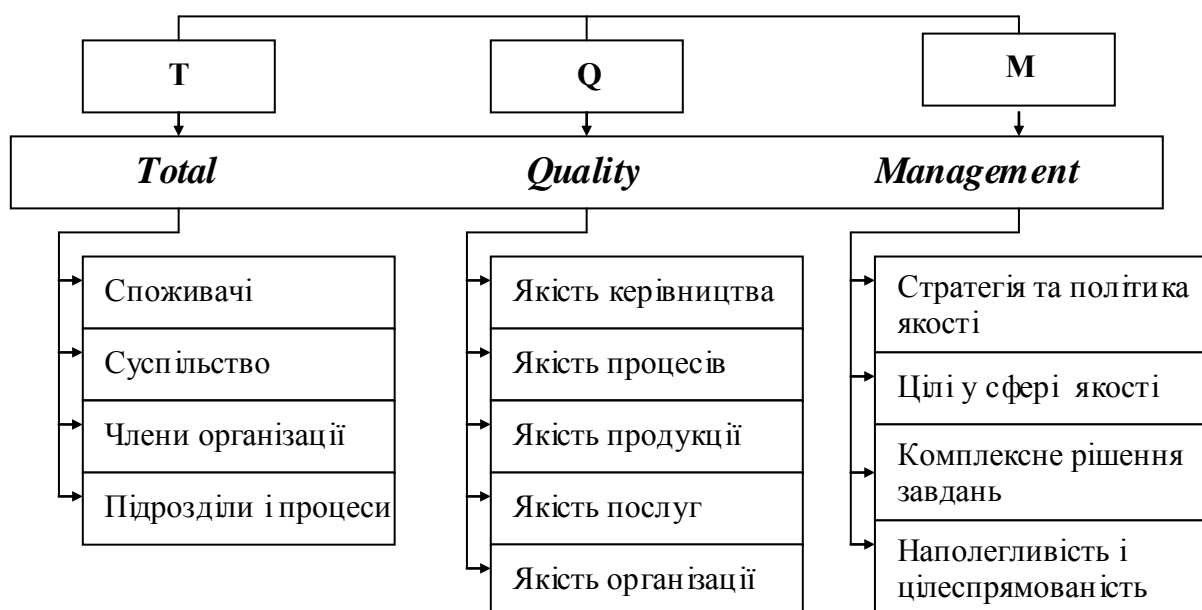 T
Q
M
Total
Quality
Management
Споживачі
Суспільство
Члени організації
Підрозділи і процеси
Якість керівництва
Якість процесів
Якість продукції
Якість послуг
Якість організації
Стратегія та політика
якості
Цілі у сфері якості
Комплексне рішення
завдань
Наполегливість і
цілеспрямованість